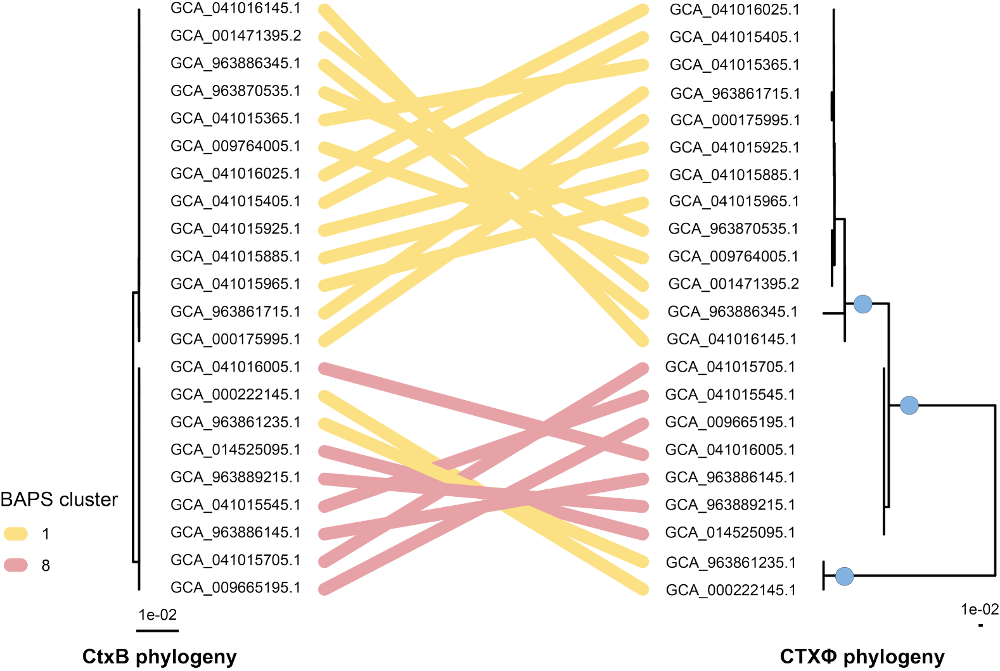 GCA_041016145.1
GCA_001471395.2
GCA_963886345.1
GCA_963870535.1
GCA_041015365.1
GCA_009764005.1
GCA_041016025.1
GCA_041015405.1
GCA_041015925.1
GCA_041015885.1
GCA_041015965.1
GCA_963861715.1
GCA_000175995.1
GCA_041016005.1
GCA_000222145.1
GCA_963861235.1
GCA_014525095.1
GCA_963889215.1
GCA_041015545.1
GCA_963886145.1
GCA_041015705.1
GCA_009665195.1
BAPS cluster
1
8
1e-02
CtxB phylogeny
GCA_041016025.1
GCA_041015405.1
GCA_041015365.1
GCA_963861715.1
GCA_000175995.1
GCA_041015925.1
GCA_041015885.1
GCA_041015965.1
GCA_963870535.1
GCA_009764005.1
GCA_001471395.2
GCA_963886345.1
GCA_041016145.1
GCA_041015705.1
GCA_041015545.1
GCA_009665195.1
GCA_041016005.1
GCA_963886145.1
GCA_963889215.1
GCA_014525095.1
GCA_963861235.1
GCA_000222145.1
1e-02
CTXΦ phylogeny